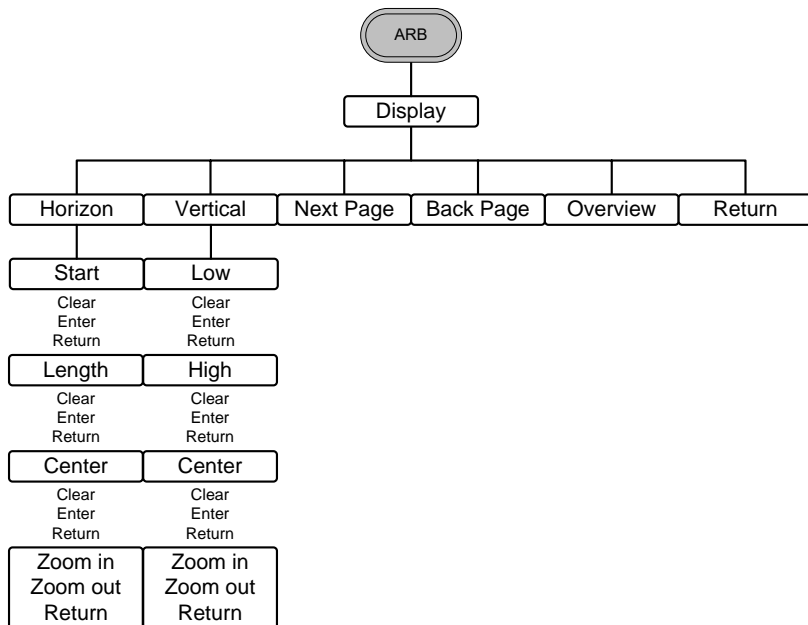 ARB
Display
Horizon
Vertical
Next Page
Back Page
Overview
Return
Start
Clear
Enter
Return
Length
Clear
Enter
Return
Center
Clear
Enter
Return
Zoom in
Zoom out
Return
Low
Clear
Enter
Return
High
Clear
Enter
Return
Center
Clear
Enter
Return
Zoom in
Zoom out
Return